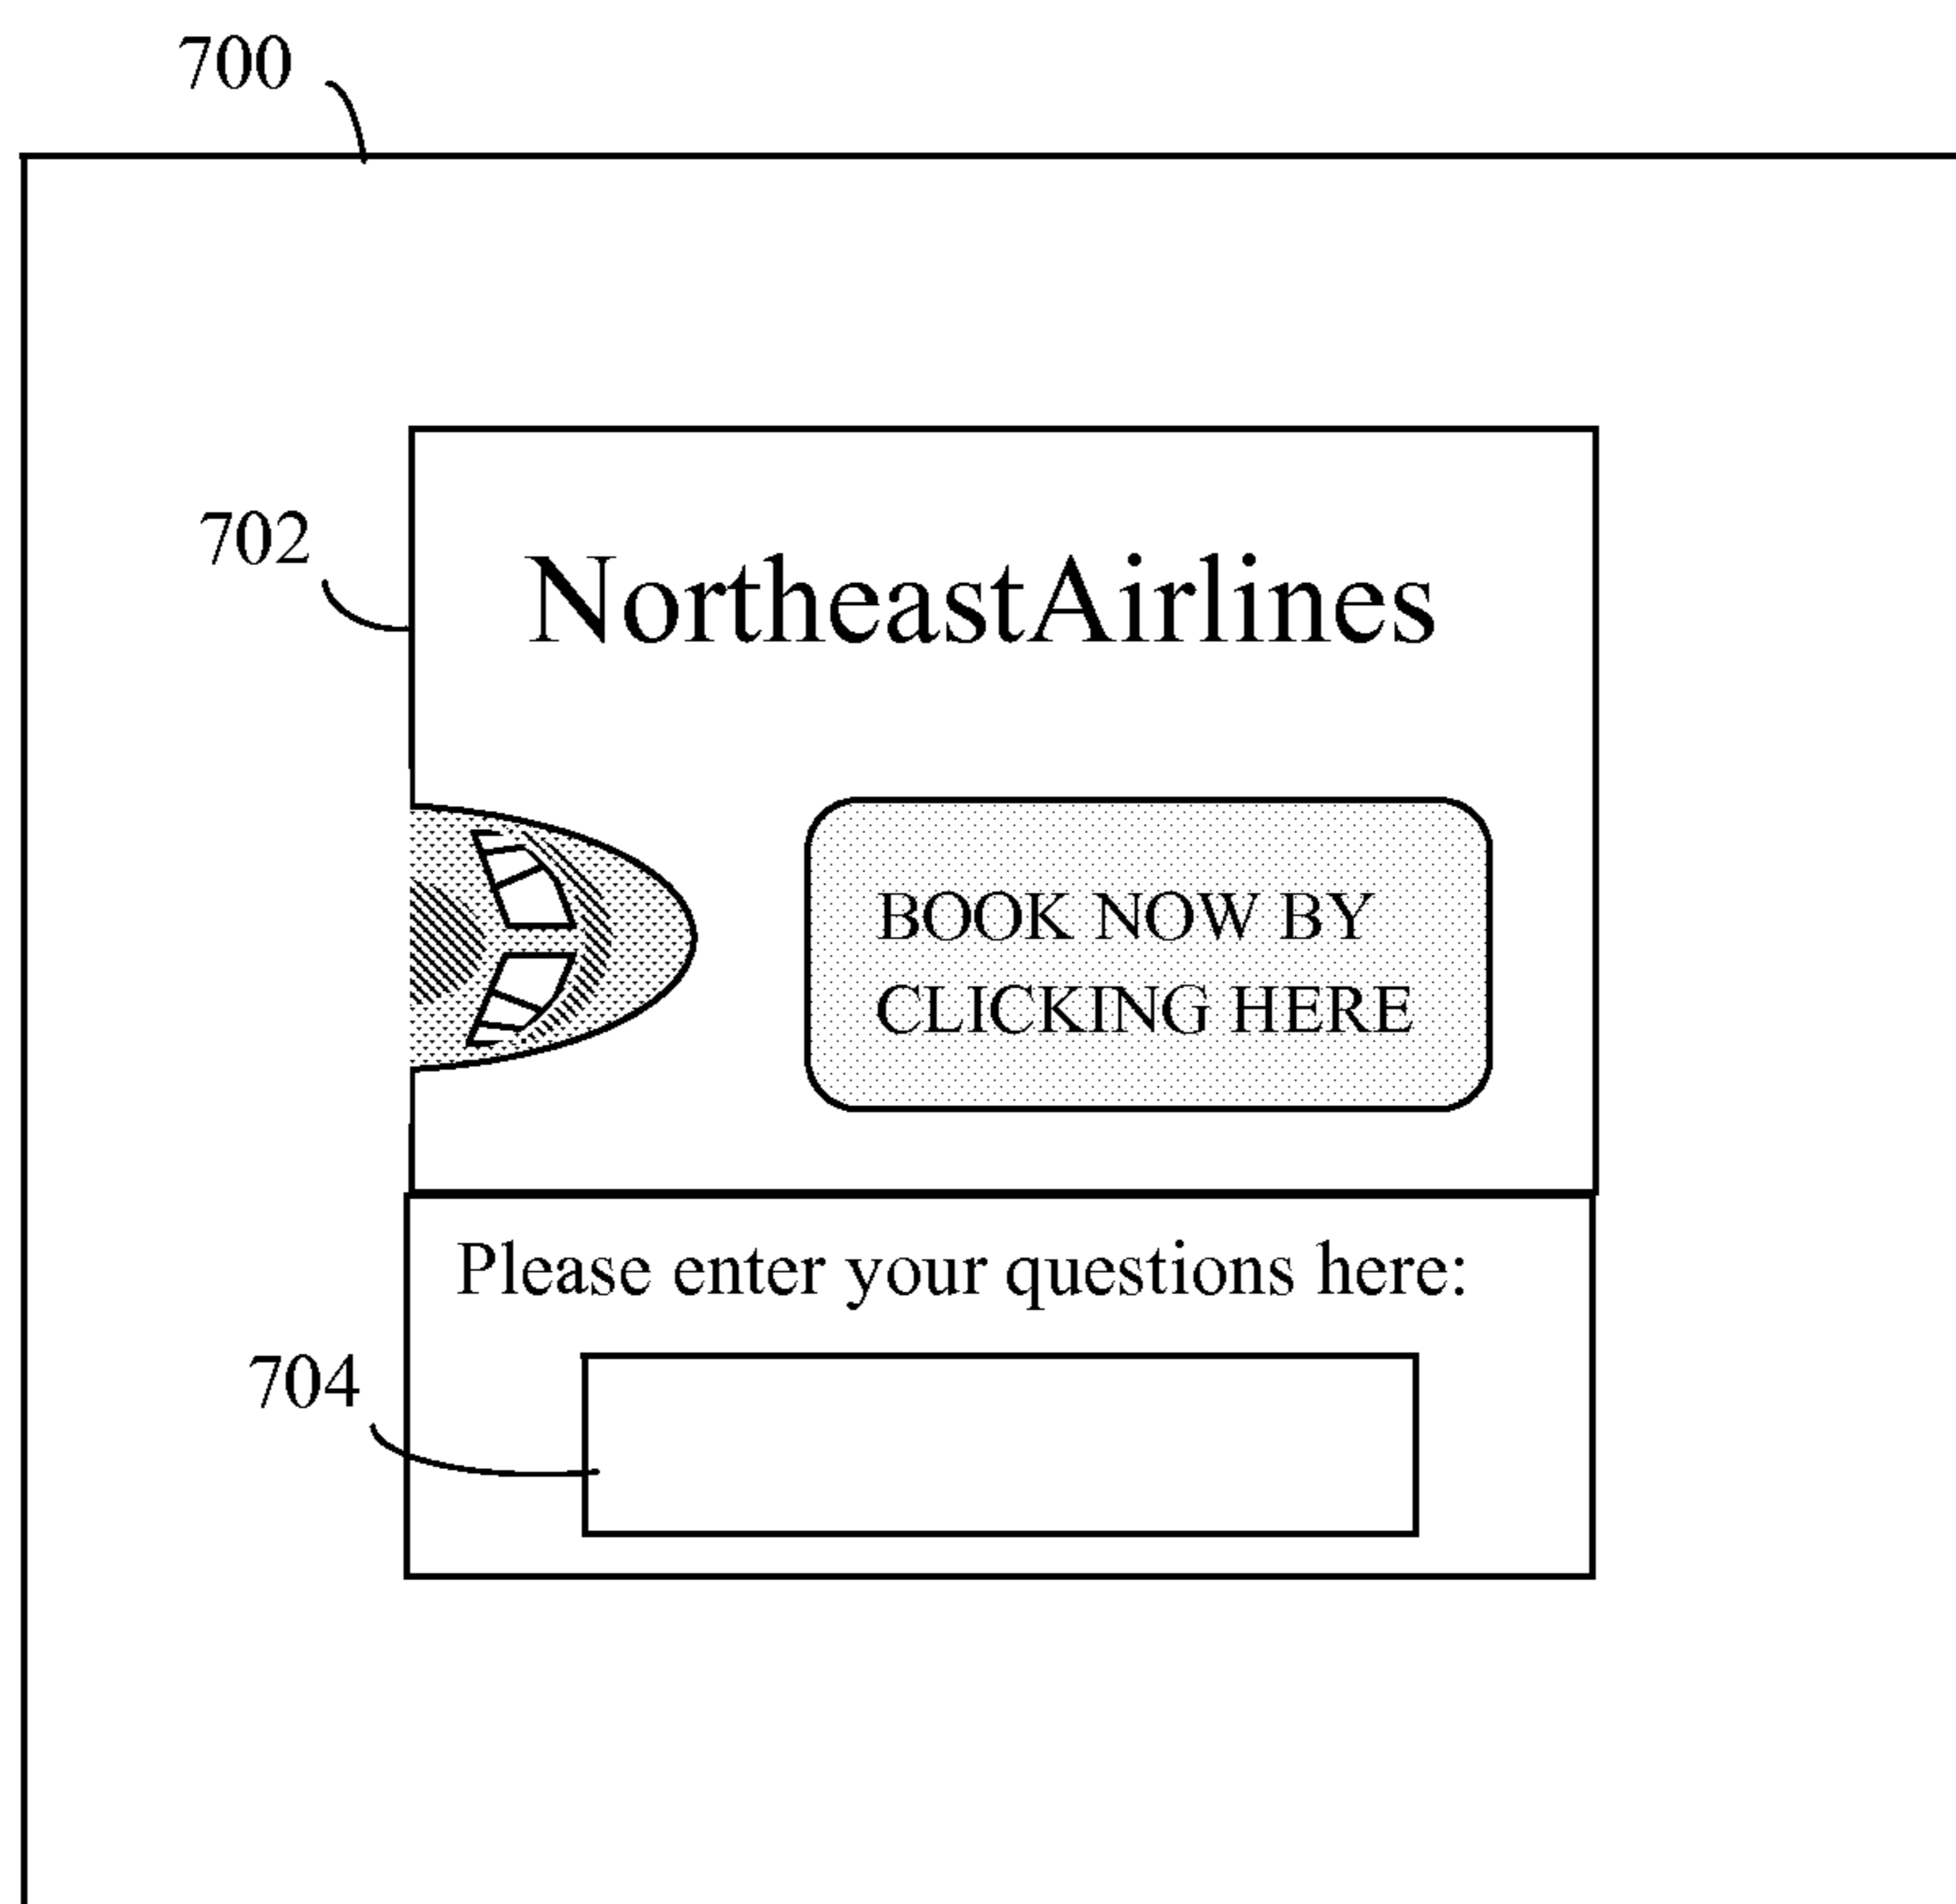 700
702
NortheastAirlines
BOOK NOW BY
CLICKING HERE
Please enter your questions here:
704